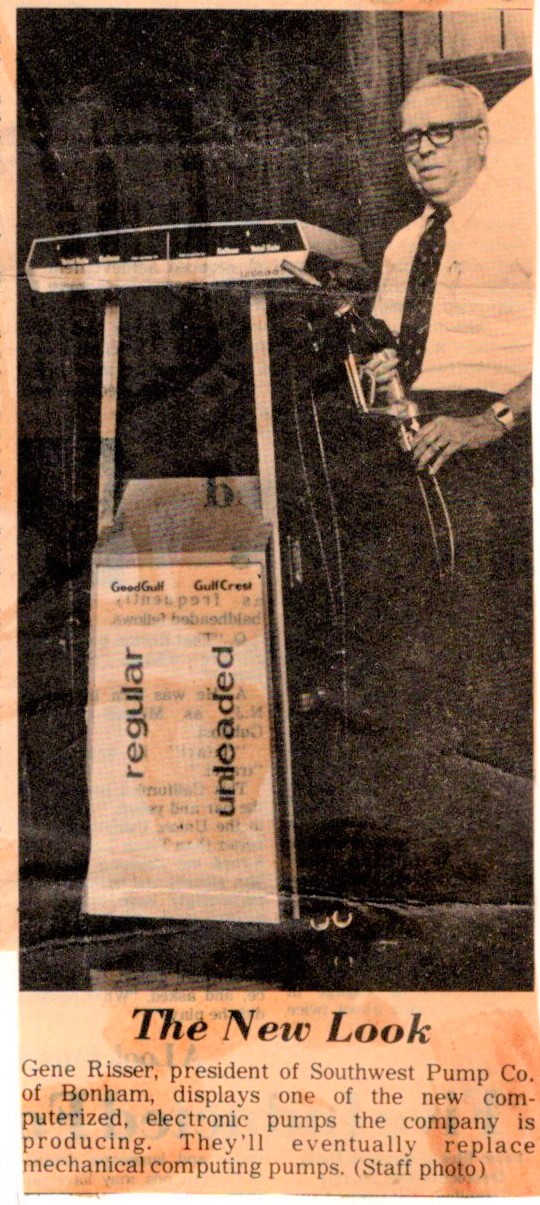 unlead
GoodGulf GulfCrest
regular
unleaded
The New Look
Gene Risser, president of Southwest Pump Co.
of Bonham, displays one of the new com-
puterized, electronic pumps the company is
producing. They'll eventually replace
mechanical computing pumps. (Staff photo)